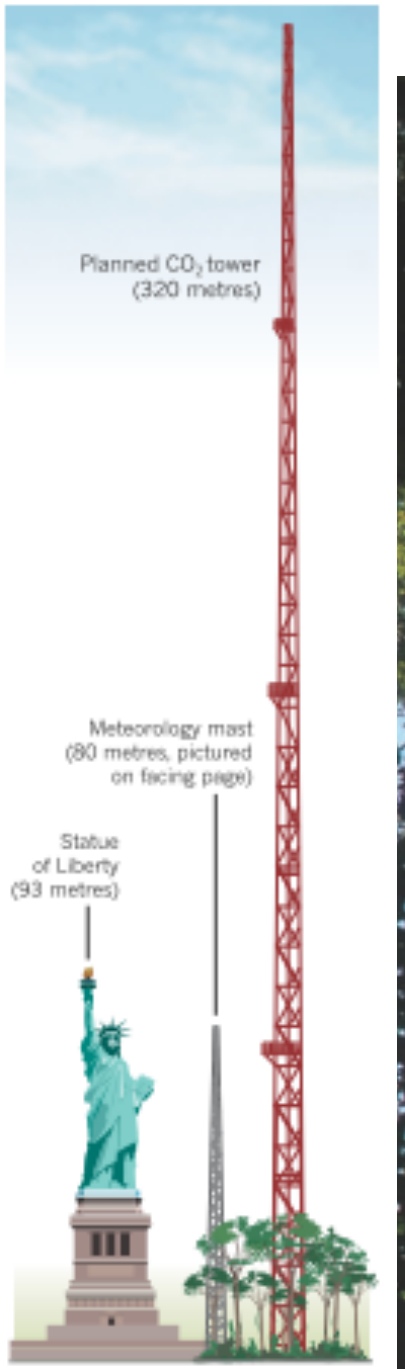 Planned CO₂ tower
(320 metres)
Meteorology mast
(80 metres, pictured
on facing page)
Statue
of Liberty
(93 metres)